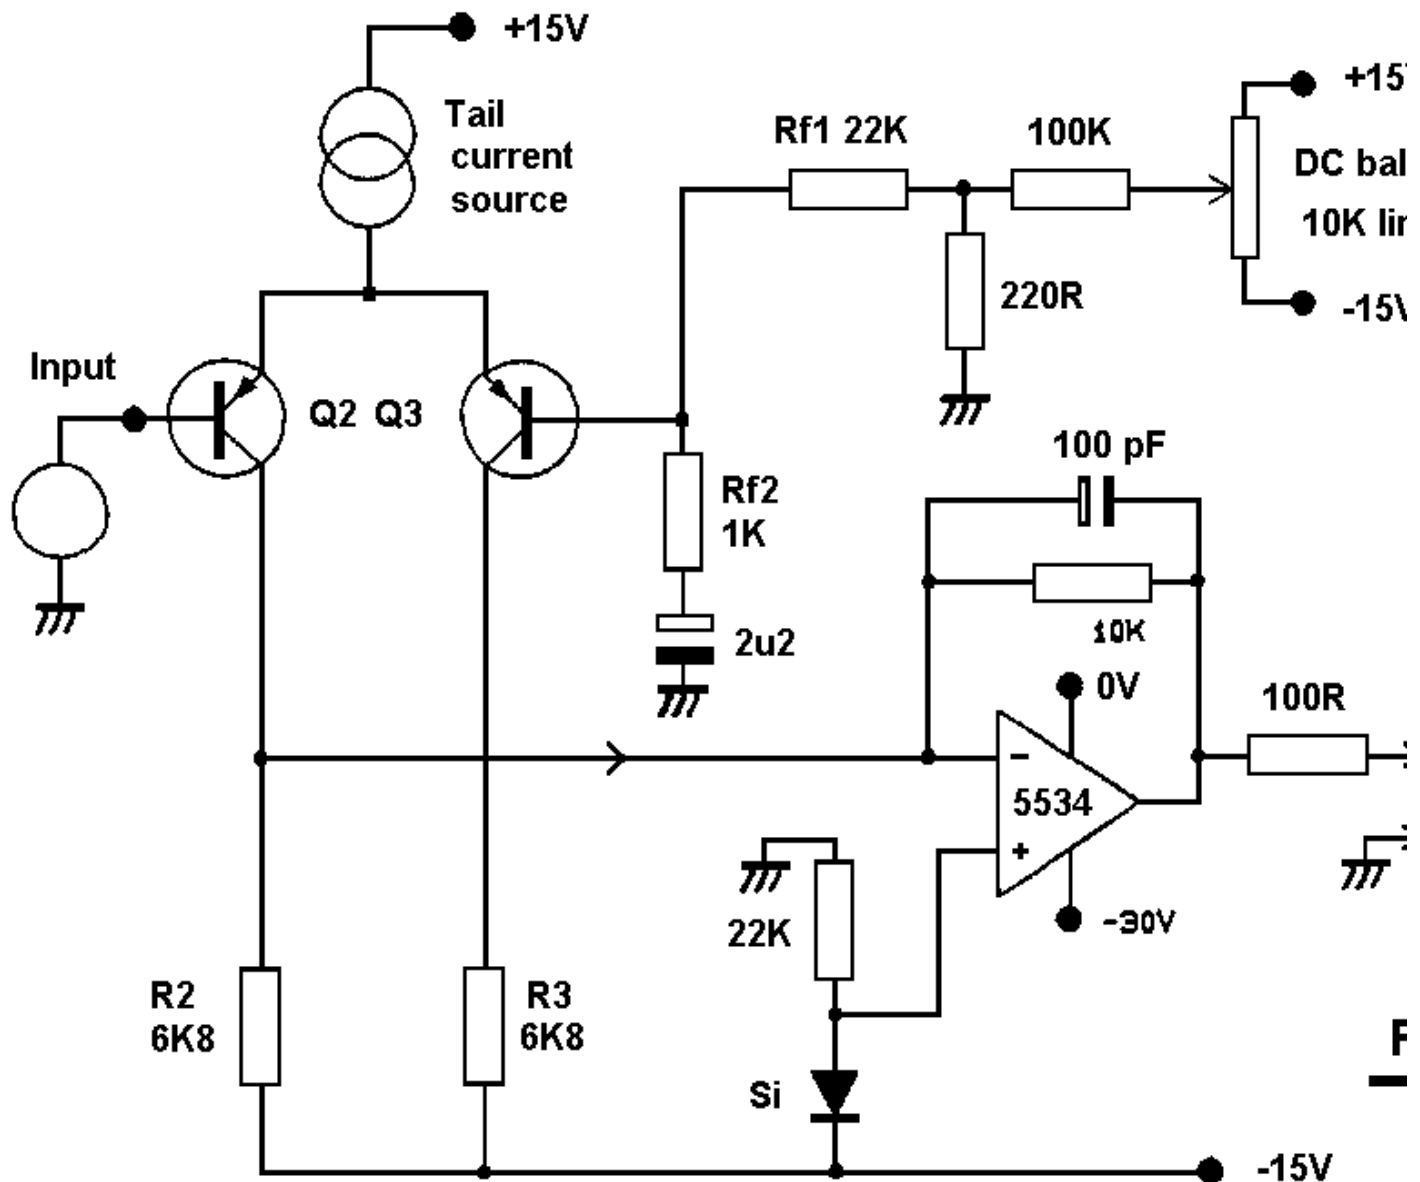 +15V
Tail
current
source
Rf1 22K
100K
+15
DC bal
10K lin
220R
-15V
Input
Q2 Q3
Rf2
1K
2u2
100 pF
10K
0V
100R
5534
-
+
-30V
22K
R2
6K8
R3
6K8
Si
-15V